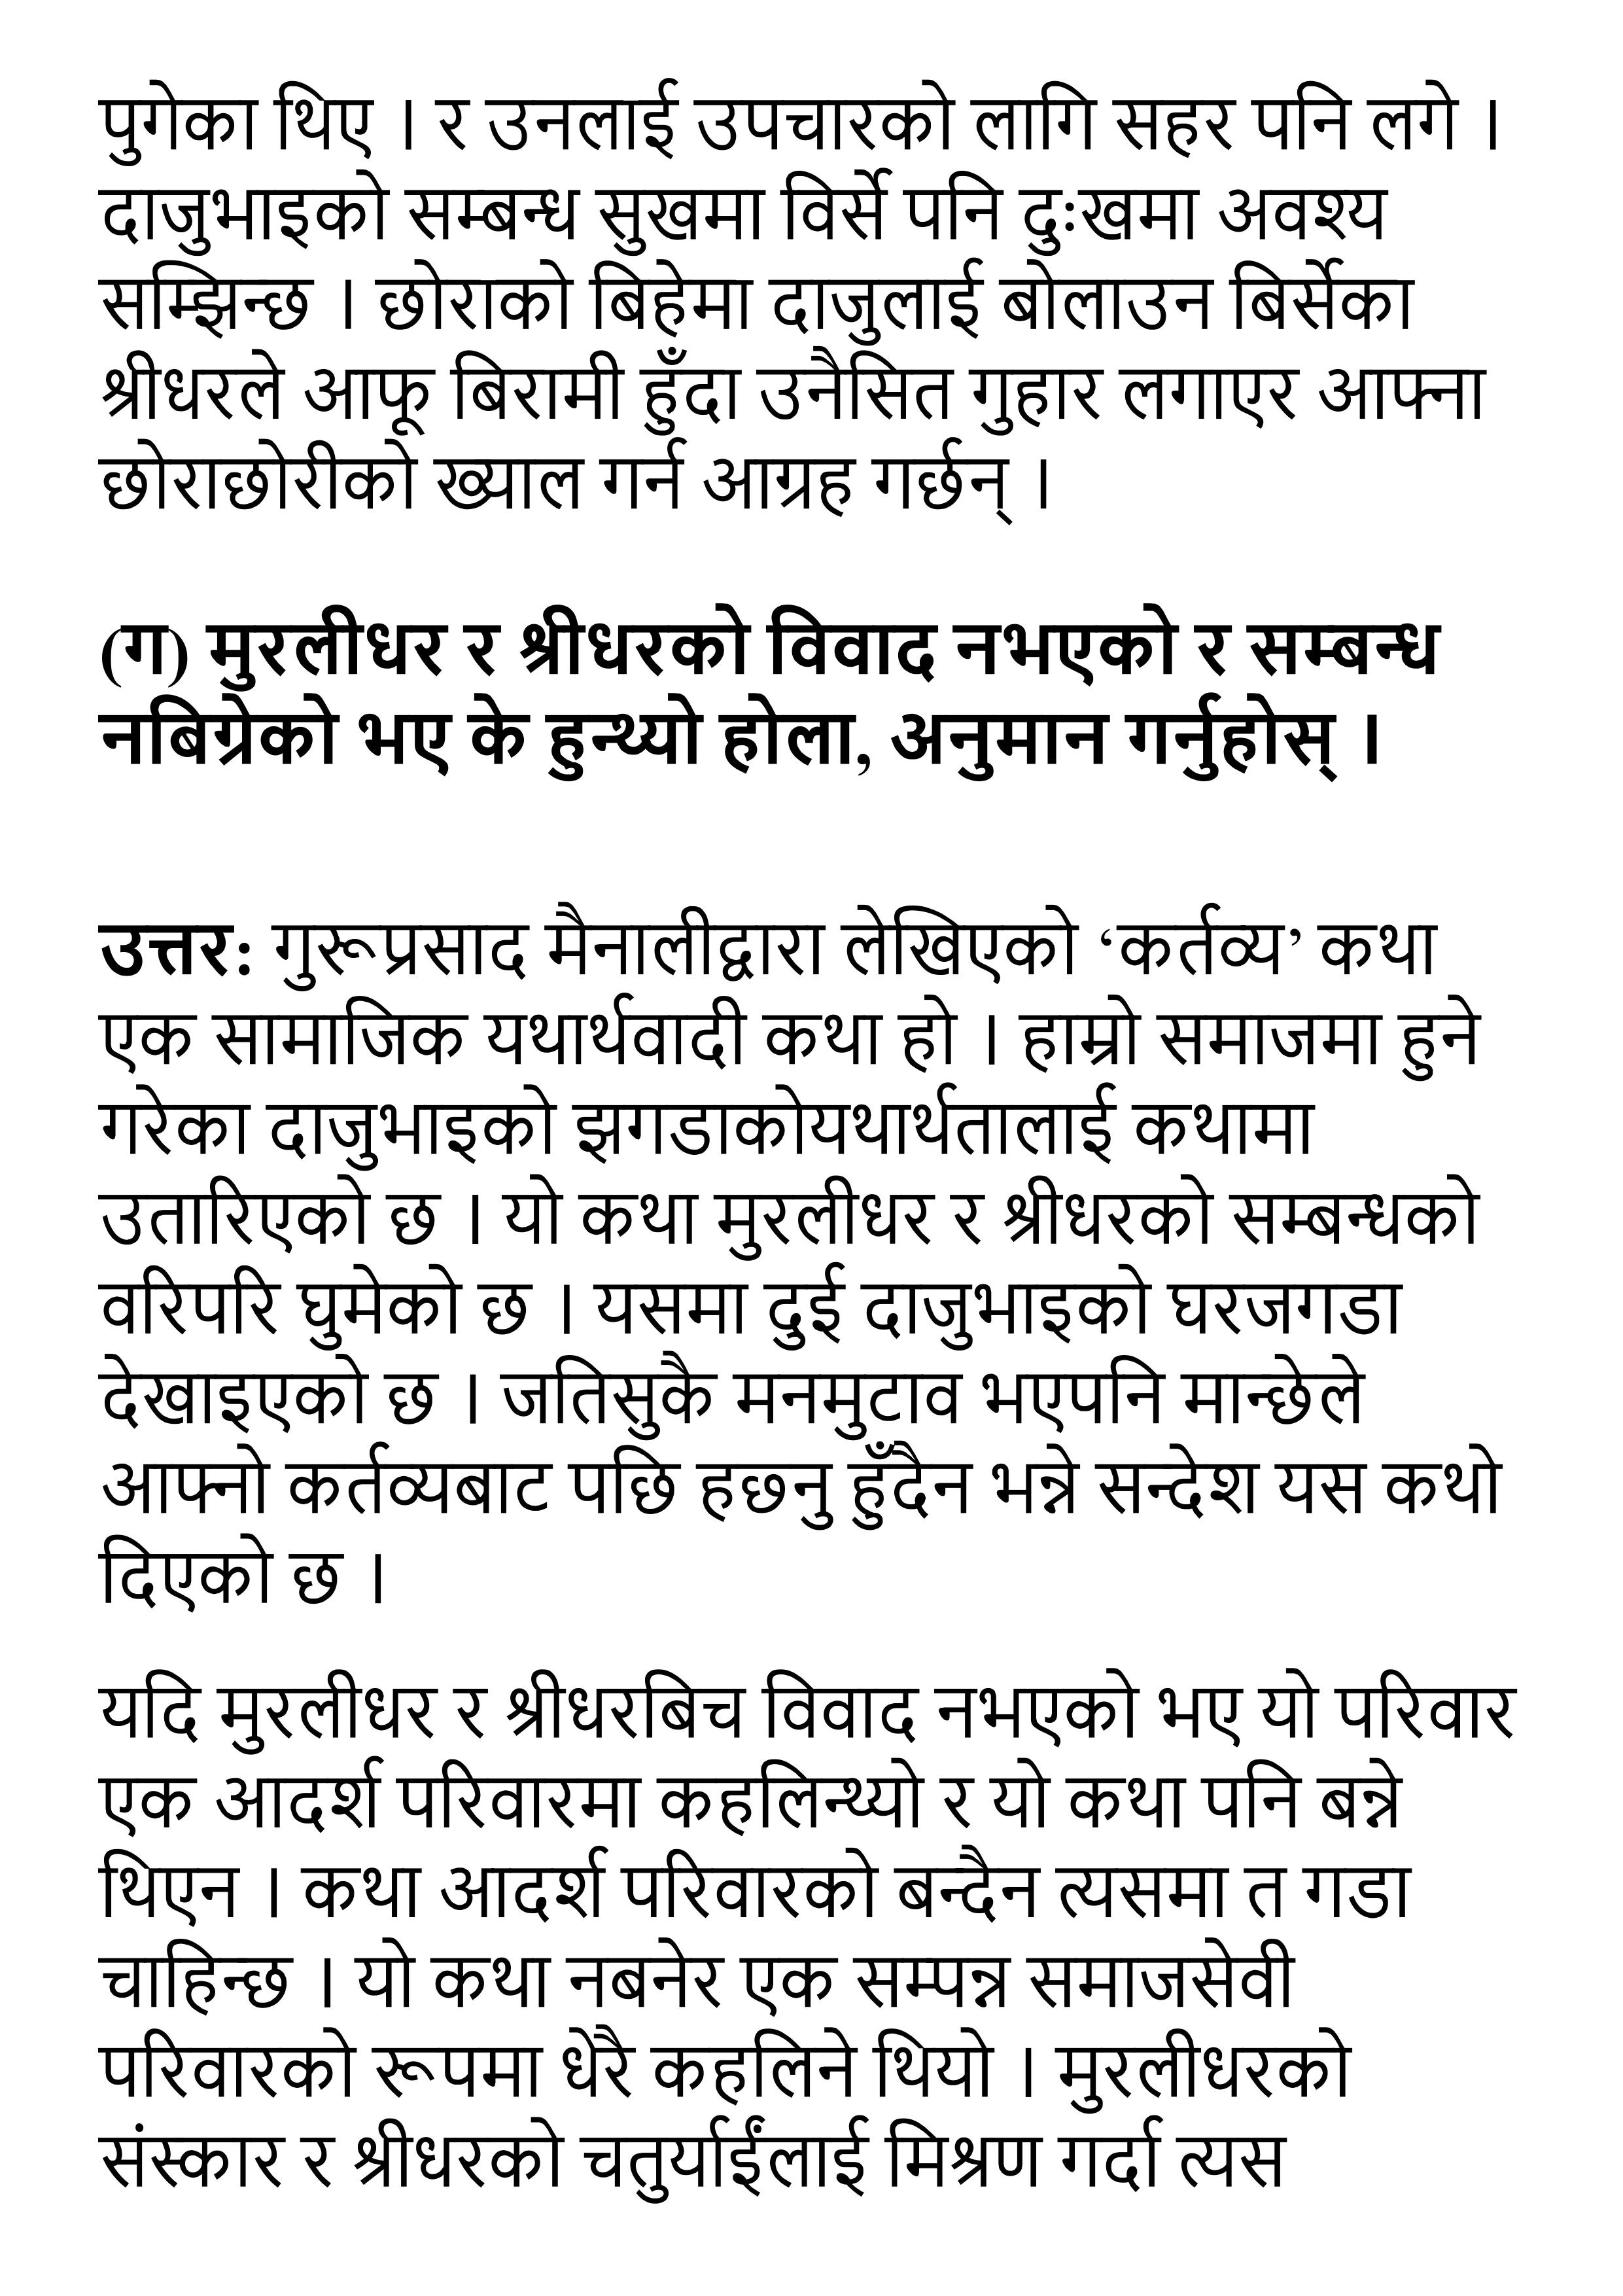 पुगेका थिए । र उनलाई उपचारको लागि सहर पनि लगे ।
दाजुभाइको सम्बन्ध सुखमा विर्से पनि दुःखमा अवश्य
सम्झिन्छ । छोराको बिहेमा दाजुलाई बोलाउन बिर्सेका
श्रीधरले आफू बिरामी हुँदा उनैसित गुहार लगाएर आफ्ना
छोराछोरीको ख्याल गर्न आग्रह गर्छन् ।
(ग) मुरलीधर र श्रीधरको विवाद नभएको र सम्बन्ध
नबिग्रेको भए के हुन्थ्यो होला, अनुमान गर्नुहोस् ।
उत्तर: गुरूप्रसाद मैनालीद्वारा लेखिएको ‘कर्तव्य’ कथा
एक सामाजिक यथार्थवादी कथा हो । हाम्रो समाजमा हुने
गरेका दाजुभाइको झगडाकोयथार्थतालाई कथामा
उतारिएको छ । यो कथा मुरलीधर र श्रीधरको सम्बन्धको
वरिपरि घुमेको छ । यसमा दुई दाजुभाइको घरजगडा
देखाइएको छ । जतिसुकै मनमुटाव भएपनि मान्छेले
आफ्नो कर्तव्यबाट पछि हछ्नु हुँदैन भन्ने सन्देश यस कथो
दिएको छ ।
यदि मुरलीधर र श्रीधरबिच विवाद नभएको भए यो परिवार
एक आदर्श परिवारमा कहलिन्थ्यो र यो कथा पनि बन्ने
थिएन । कथा आदर्श परिवारको बन्दैन त्यसमा त गडा
चाहिन्छ । यो कथा नबनेर एक सम्पन्न समाजसेवी
परिवारको रूपमा धेरै कहलिने थियो । मुरलीधरको
संस्कार र श्रीधरको चतुर्याईंलाई मिश्रण गर्दा त्यस